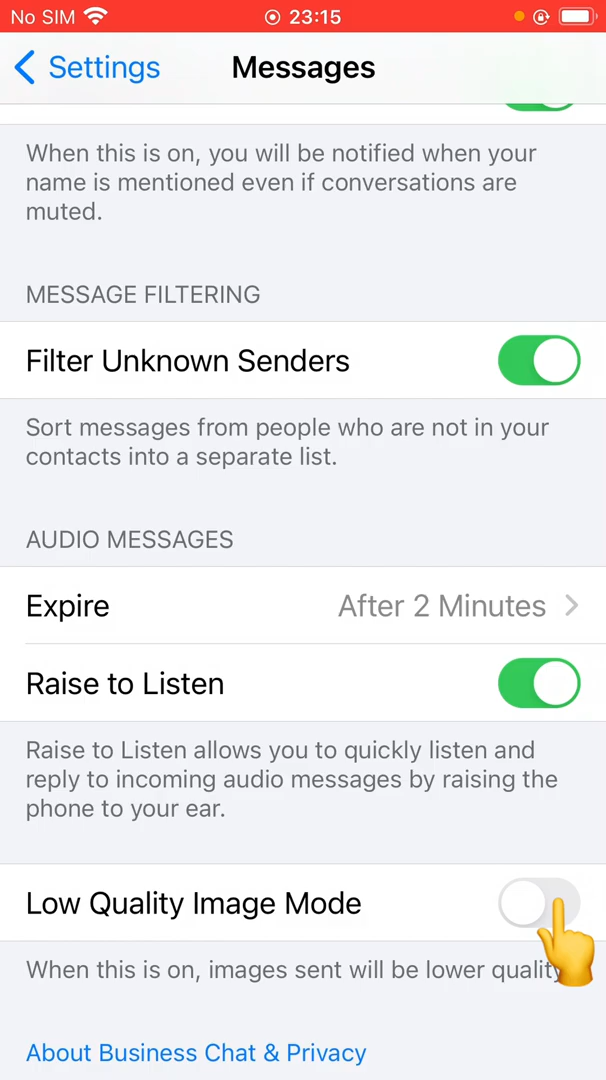 No SIM 23:15
Settings Messages
When this is on, you will be notified when your
name is mentioned even if conversations are
muted.
MESSAGE FILTERING
Filter Unknown Senders
Sort messages from people who are not in your
contacts into a separate list.
AUDIO MESSAGES
Expire After 2 Minutes
Raise to Listen
Raise to Listen allows you to quickly listen and
reply to incoming audio messages by raising the
phone to your ear.
Low Quality Image Mode
When this is on, images sent will be lower quality
About Business Chat & Privacy